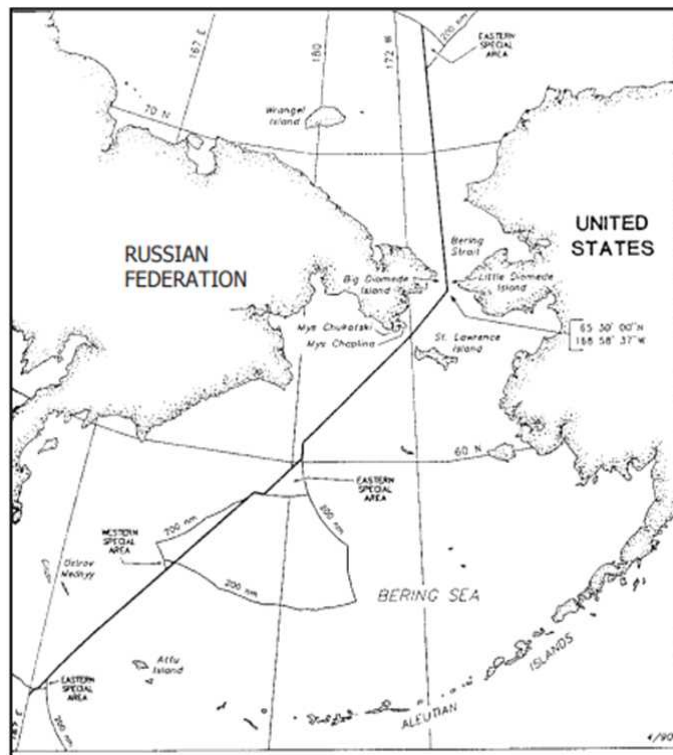 200 nm
EASTERN
SPECIAL
AREA
167 E
180
172 W
70 N
Wrangel
Island
UNITED
STATES
RUSSIAN
FEDERATION
Bering
Strait
Big Diomede
Island
Little Diomede
Island
65 30' 00"N
168 58' 37"W
Mys Chukotski
Mys Chaplina
St. Lawrence
Island
60 N
EASTERN
SPECIAL
AREA
200 nm
200 nm
WESTERN
SPECIAL
AREA
200 nm
Ostrov
Mednyy
BERING SEA
Attu
Island
EASTERN
SPECIAL
AREA
200 nm
ALEUTIAN
ISLANDS
4/90